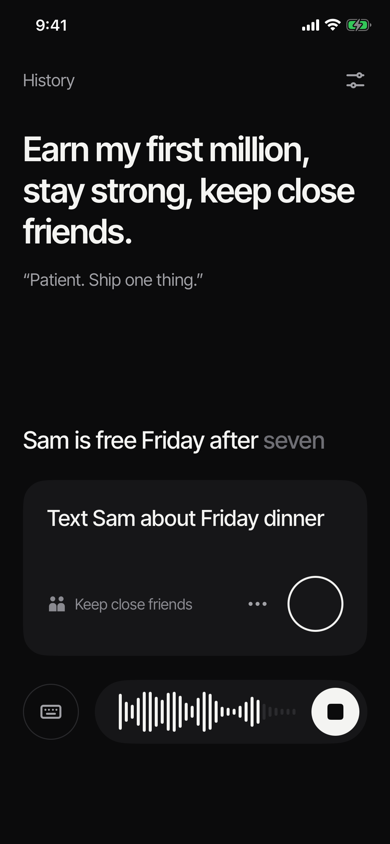 9:41
History
Earn my first million,
stay strong, keep close
friends.
“Patient. Ship one thing.”
Sam is free Friday after seven
Text Sam about Friday dinner
Keep close friends